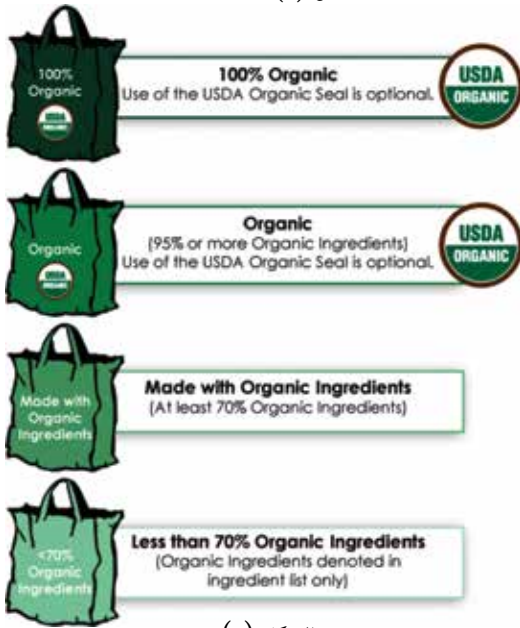 100%
Organic
USDA
ORGANIC
100% Organic
Use of the USDA Organic Seal is optional.
USDA
ORGANIC
Organic
USDA
ORGANIC
Organic
(95% or more Organic Ingredients)
Use of the USDA Organic Seal is optional.
USDA
ORGANIC
Made with
Organic
Ingredients
Made with Organic Ingredients
(At least 70% Organic Ingredients)
<70%
Organic
Ingredients
Less than 70% Organic Ingredients
(Organic Ingredients denoted in
ingredient list only)